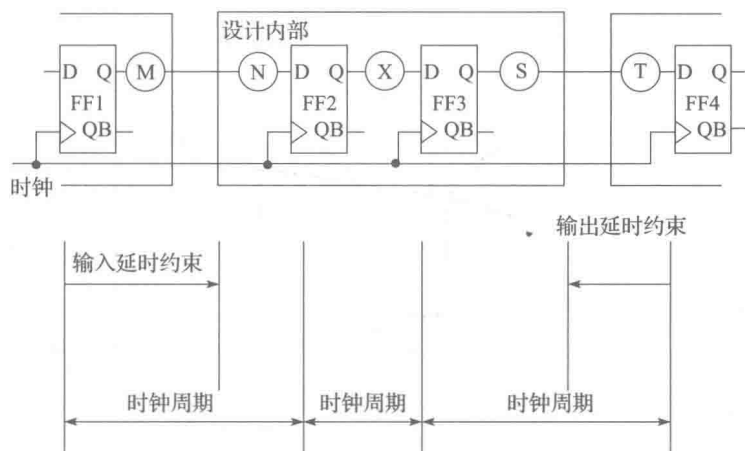 设计内部
D Q M N D Q X D Q S T D Q
FF1 FF2 FF3 FF4
QB QB QB QB
时钟
输出延时约束
输入延时约束
时钟周期 时钟周期 时钟周期